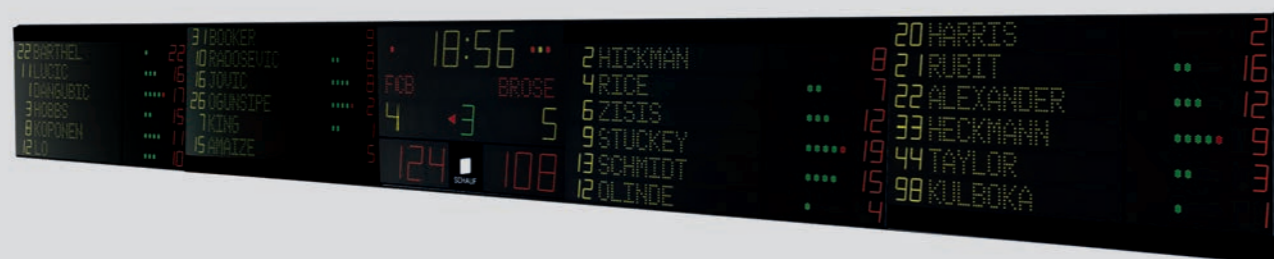 22 BARTHEL 22
11 LUCIC 16
1 DANGUBIC 17
3 HOBBS 15
8 KOPONEN 11
12 LO 10
31 BOOKER
10 RADOSEVIC
16 JOVIC
26 OGUNSIPE
7 KING
15 AMAIZE 5
18:56
FCB BROSE
4 3 5
124 108
SCHAUF
2 HICKMAN 8
4 RICE 7
6 ZISIS 12
9 STUCKEY 19
13 SCHMIDT 15
12 OLINDE 4
20 HARRIS 2
21 RUBIT 16
22 ALEXANDER 12
33 HECKMANN 9
44 TAYLOR 3
98 KULBOKA 1